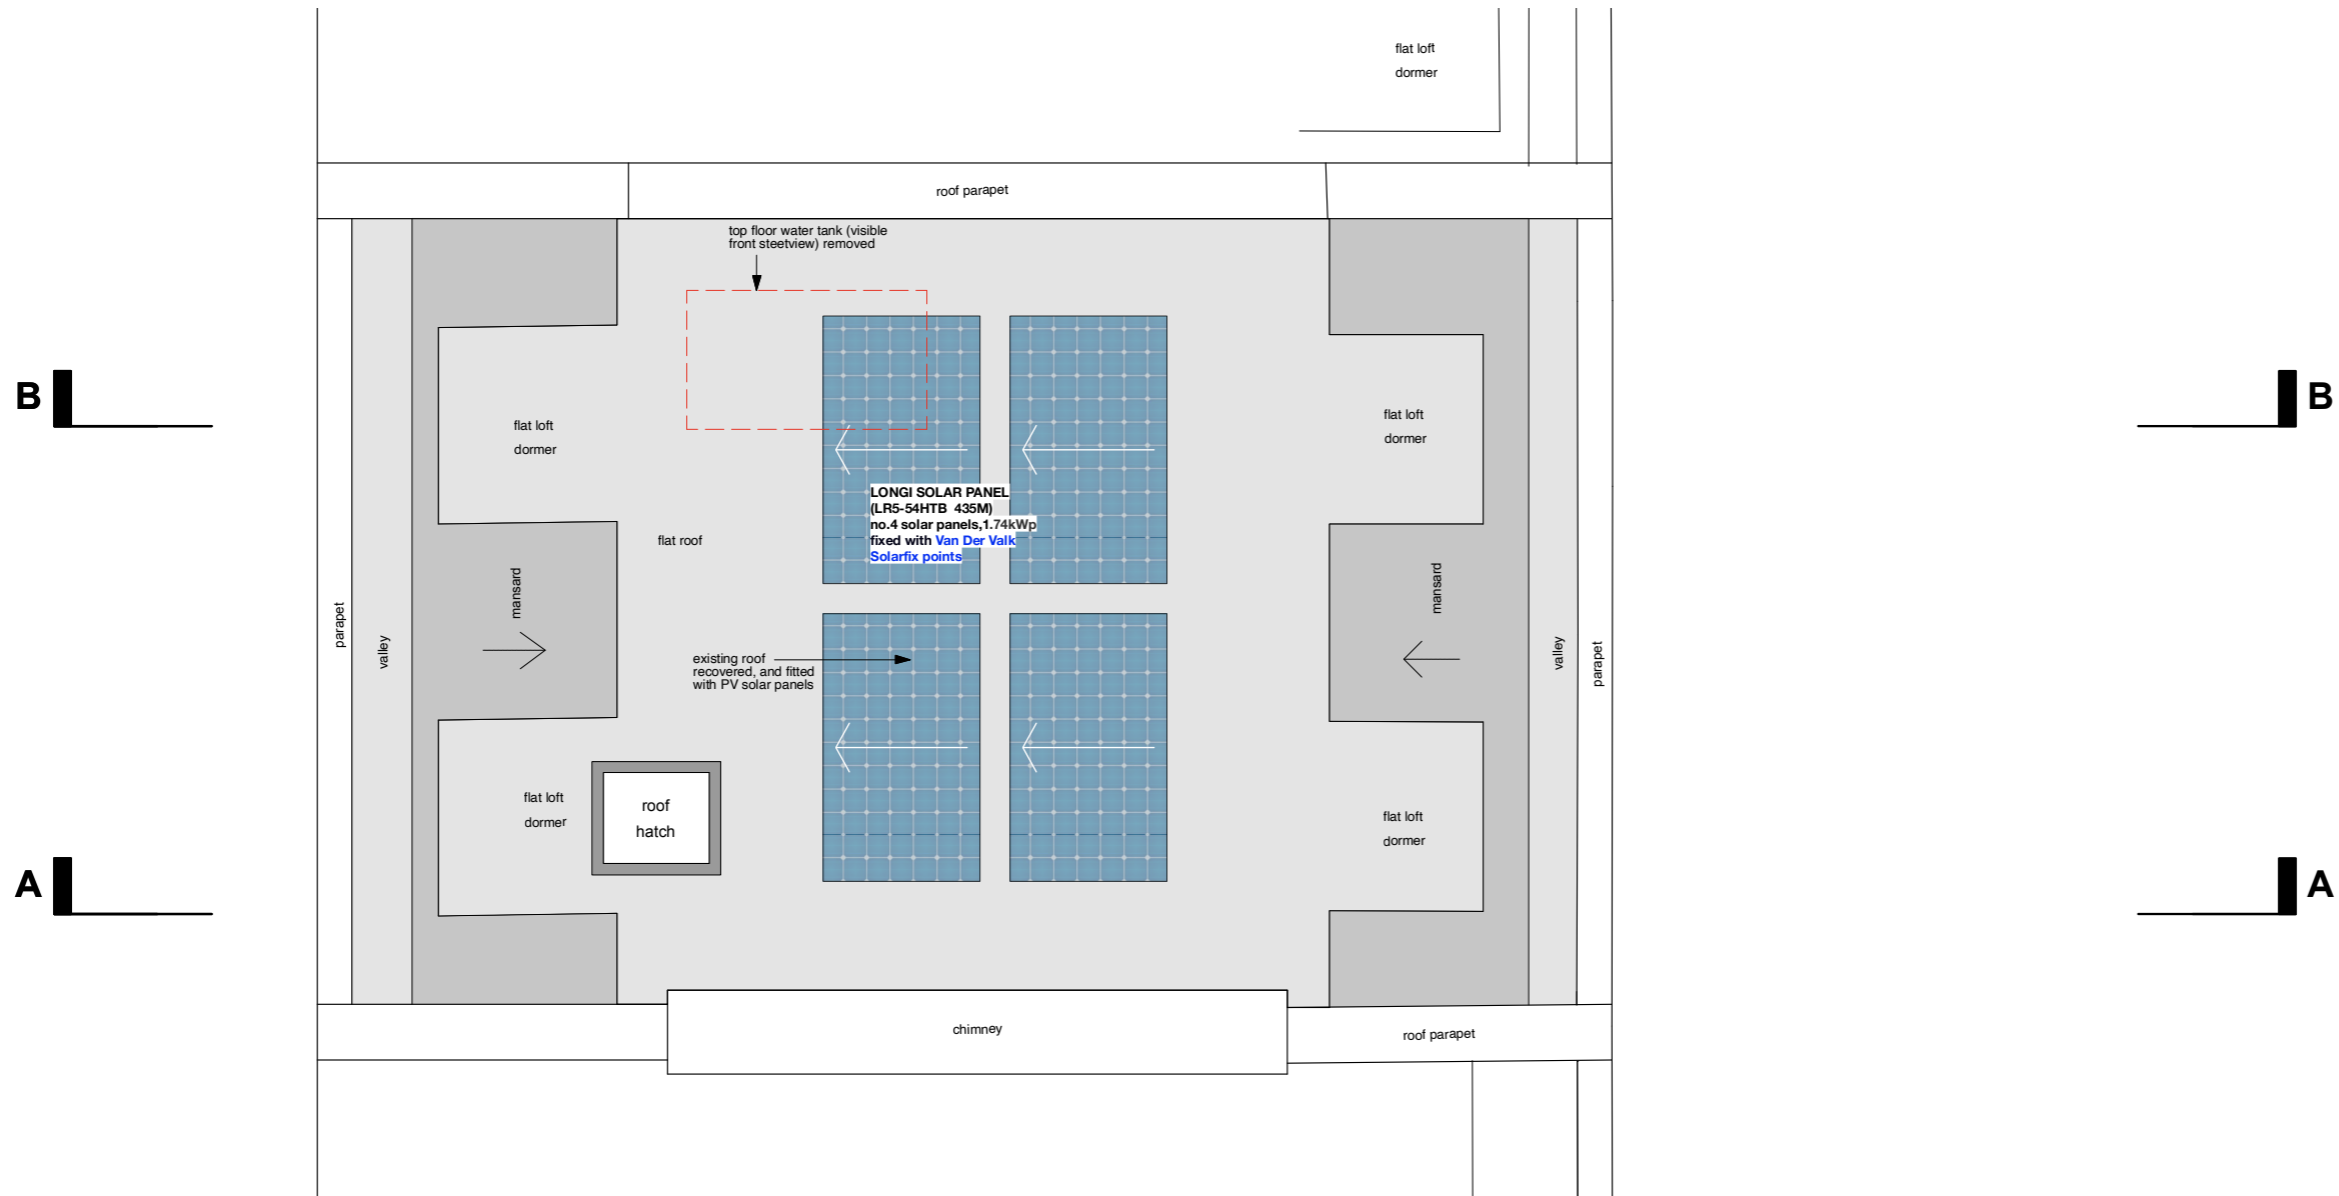 flat loft
dormer
roof parapet
top floor water tank (visible
front steetview) removed
B
B
flat loft
dormer
flat loft
dormer
LONGI SOLAR PANEL
(LR5-54HTB 435M)
no.4 solar panels,1.74kWp
fixed with Van Der Valk
Solarfix points
flat roof
mansard
mansard
parapet
valley
valley
parapet
existing roof
recovered, and fitted
with PV solar panels
flat loft
dormer
roof
hatch
flat loft
dormer
A
A
chimney
roof parapet